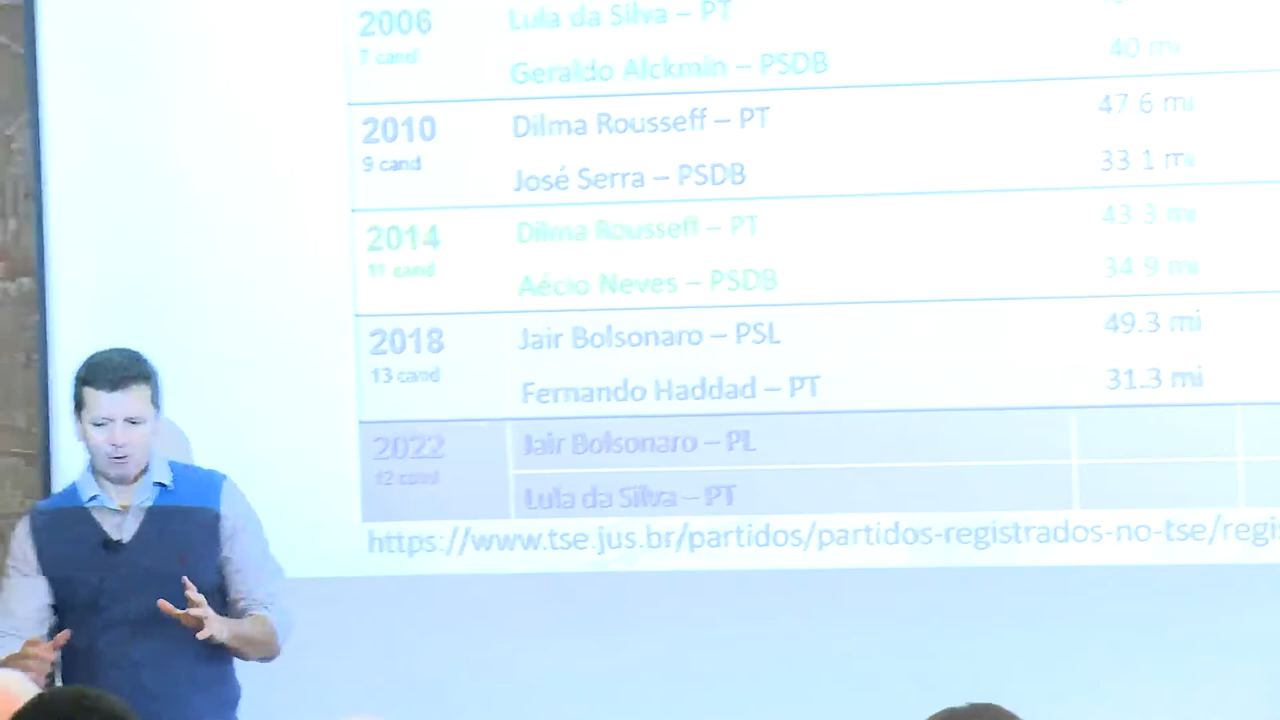 2006
Lula da Silva – PT
7 cand
Geraldo Alckmin – PSDB
40 mi
2010
Dilma Rousseff – PT
47.6 mi
9 cand
José Serra – PSDB
33.1 mi
2014
Dilma Rousseff – PT
43.3 mi
11 cand
Aécio Neves – PSDB
34.9 mi
2018
Jair Bolsonaro – PSL
49.3 mi
13 cand
Fernando Haddad – PT
31.3 mi
2022
Jair Bolsonaro – PL
12 cand
Lula da Silva – PT
https://www.tse.jus.br/partidos/partidos-registrados-no-tse/regi